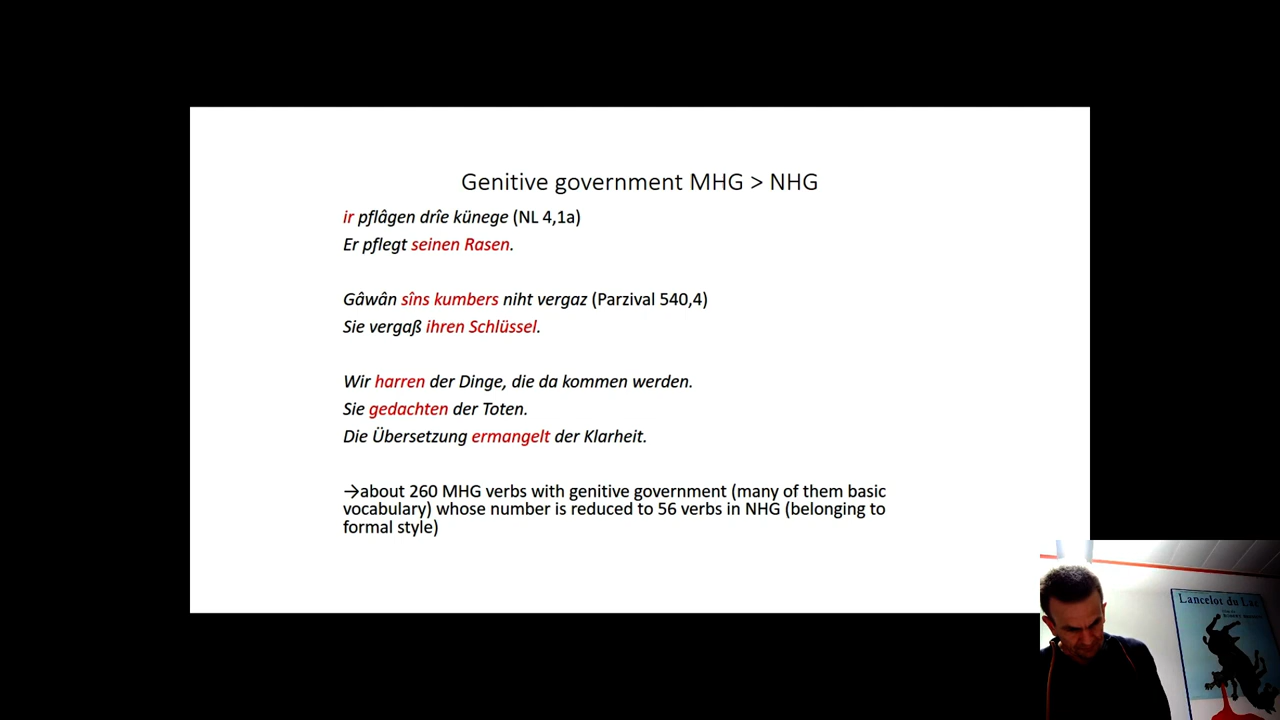 Genitive government MHG > NHG
ir pflâgen drîe künege (NL 4,1a)
Er pflegt seinen Rasen.
Gâwân sîns kumbers niht vergaz (Parzival 540,4)
Sie vergaß ihren Schlüssel.
Wir harren der Dinge, die da kommen werden.
Sie gedachten der Toten.
Die Übersetzung ermangelt der Klarheit.
→about 260 MHG verbs with genitive government (many of them basic
vocabulary) whose number is reduced to 56 verbs in NHG (belonging to
formal style)
Lancelot du Lac